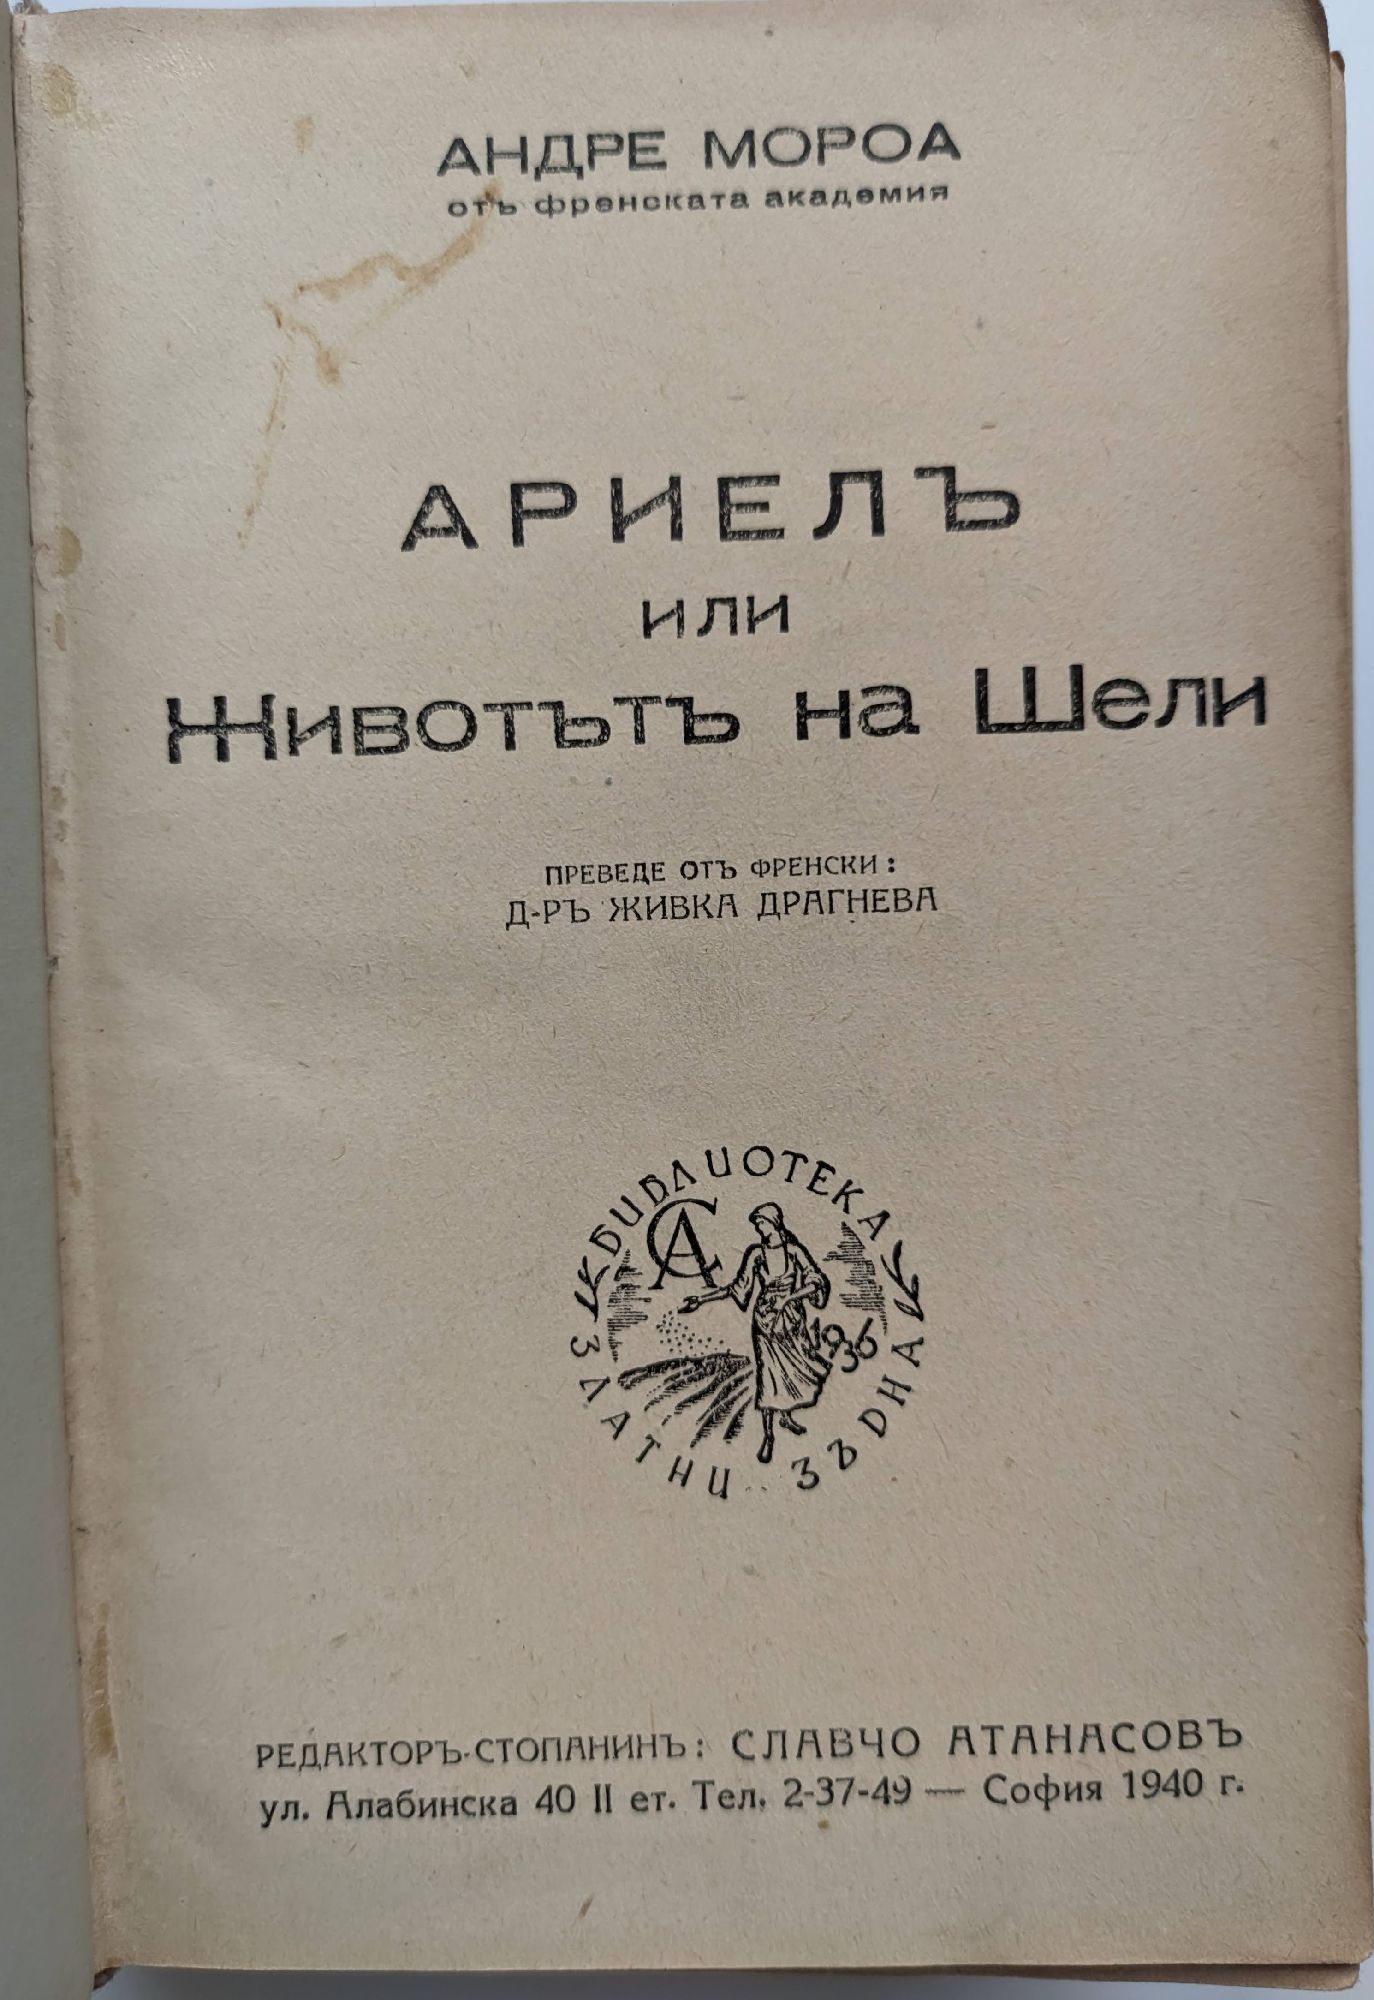 АНДРЕ МОРОА
отъ френската академия
АРИЕЛЪ
или
Животътъ на Шели
ПРЕВЕДЕ ОТЪ ФРЕНСКИ:
Д-РЪ ЖИВКА ДРАГНЕВА
БИБЛИОТЕКА
СА
1936
ЗЛАТНИ ЗЪРНА
РЕДАКТОРЪ-СТОПАНИНЪ: СЛАВЧО АТАНАСОВЪ
ул. Алабинска 40 II ет. Тел. 2-37-49 — София 1940 г.